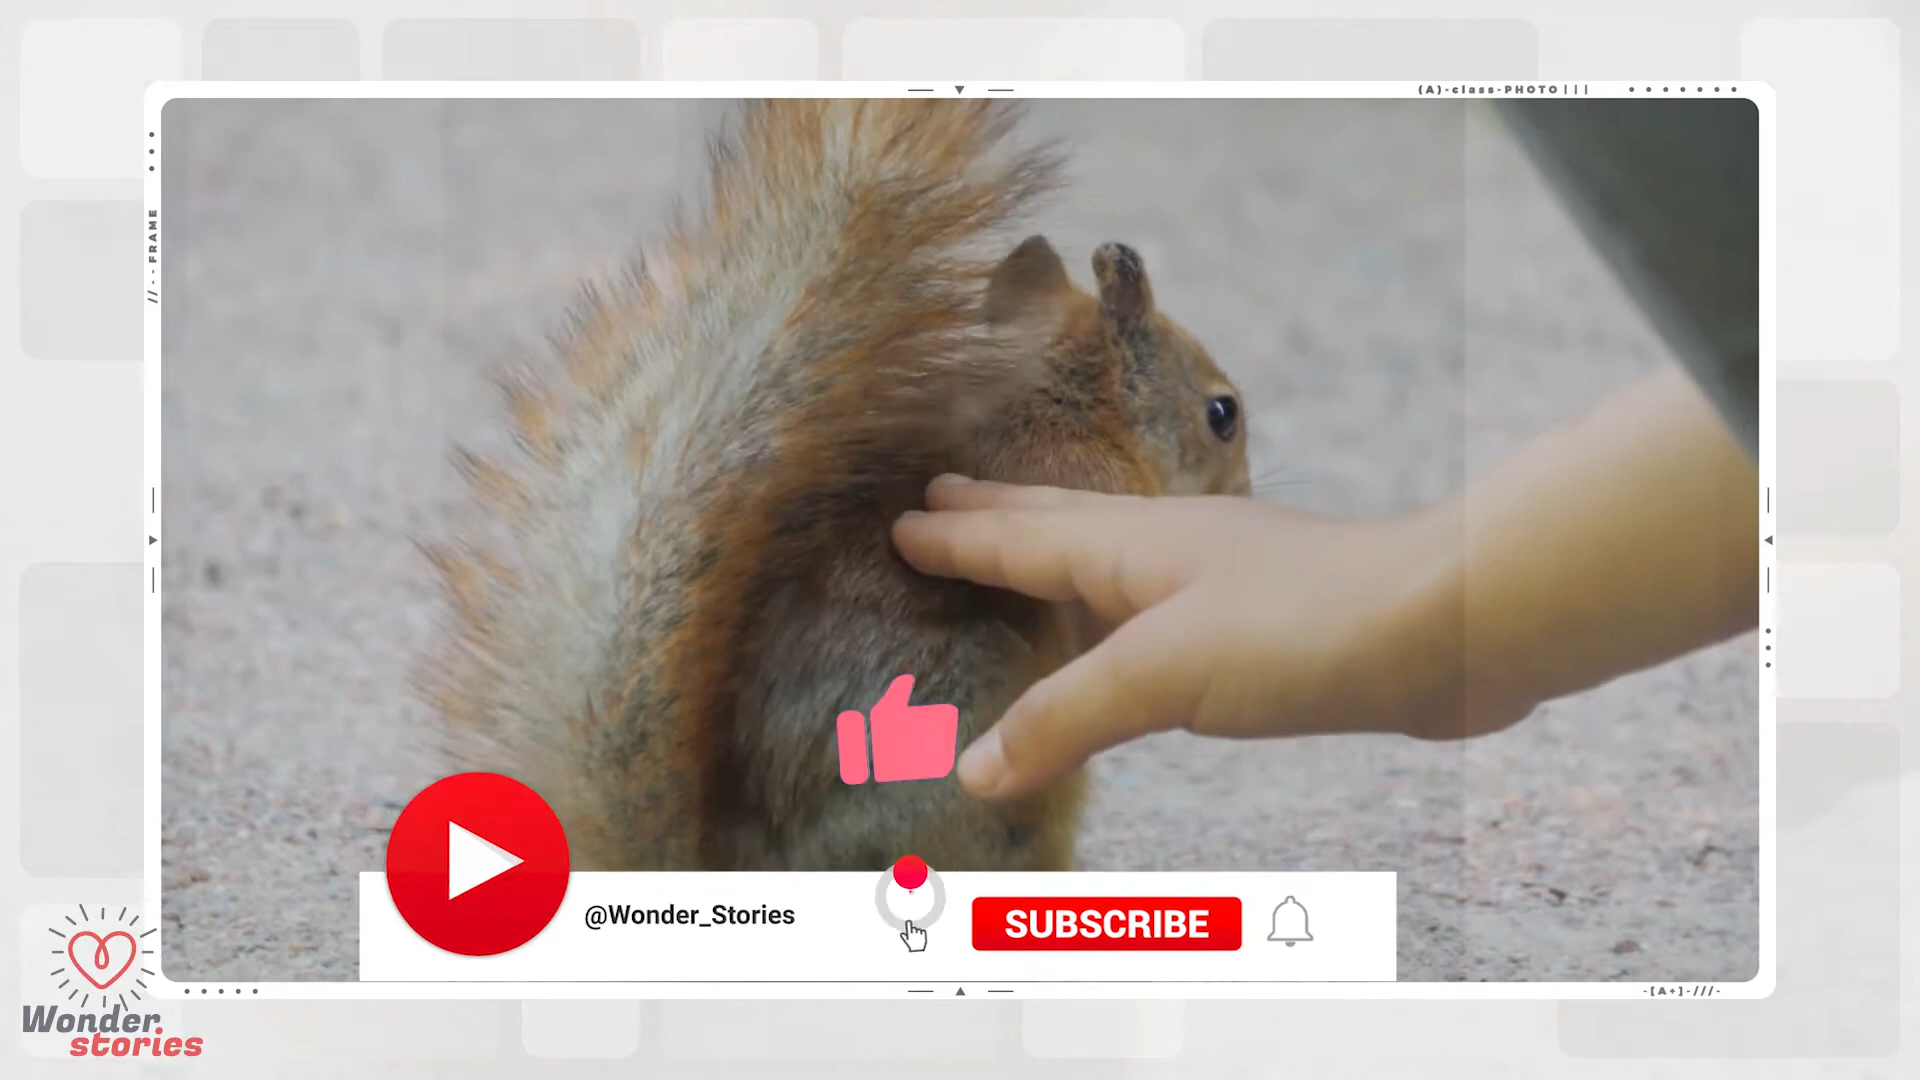 (A)-class-PHOTO|||
//--FRAME
@Wonder_Stories
SUBSCRIBE
-[A+]-///-
Wonder
stories